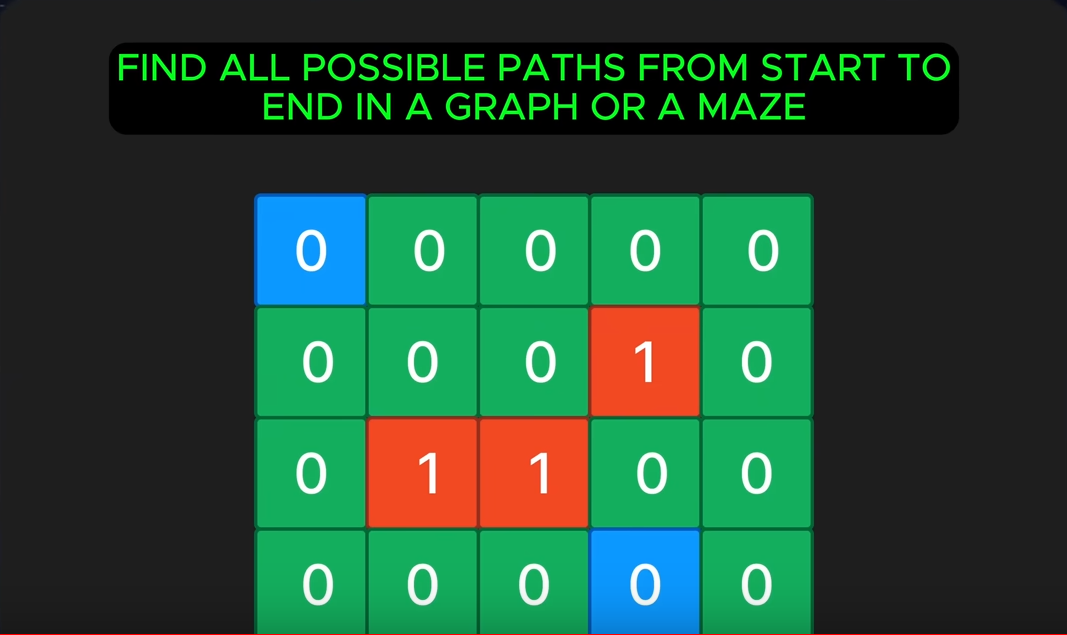 FIND ALL POSSIBLE PATHS FROM START TO
END IN A GRAPH OR A MAZE
0 0 0 0 0
0 0 0 1 0
0 1 1 0 0
0 0 0 0 0